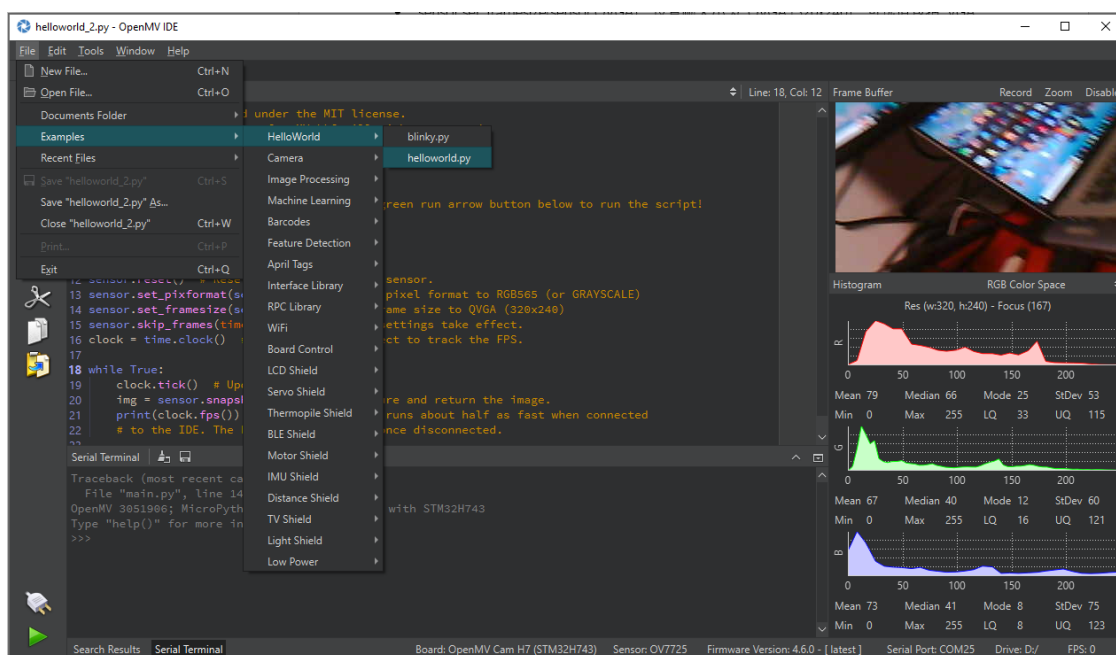 helloworld_2.py - OpenMV IDE
File Edit Tools Window Help
New File... Ctrl+N
Open File... Ctrl+O
Documents Folder
Examples
Recent Files
Save "helloworld_2.py" Ctrl+S
Save "helloworld_2.py" As...
Close "helloworld_2.py" Ctrl+W
Print... Ctrl+P
Exit Ctrl+Q
HelloWorld
Camera
Image Processing
Machine Learning
Barcodes
Feature Detection
April Tags
Interface Library
RPC Library
WiFi
Board Control
LCD Shield
Servo Shield
Thermopile Shield
BLE Shield
Motor Shield
IMU Shield
Distance Shield
TV Shield
Light Shield
Low Power
blinky.py
helloworld.py
Line: 18, Col: 12
under the MIT license.
green run arrow button below to run the script!
sensor.
13 sensor.set_pixformat(s pixel format to RGB565 (or GRAYSCALE)
14 sensor.set_framesize(s ame size to QVGA (320x240)
15 sensor.skip_frames(tim ettings take effect.
16 clock = time.clock() ect to track the FPS.
17
18 while True:
19 clock.tick() # Up
20 img = sensor.snaps re and return the image.
21 print(clock.fps()) runs about half as fast when connected
22 # to the IDE. The once disconnected.
Serial Terminal
Traceback (most recent ca
File "main.py", line 14
OpenMV 3051906; MicroPyth with STM32H743
Type "help()" for more in
>>>
Frame Buffer Record Zoom Disable
Histogram RGB Color Space
Res (w:320, h:240) - Focus (167)
R
0 50 100 150 200
Mean 79 Median 66 Mode 25 StDev 53
Min 0 Max 255 LQ 33 UQ 115
G
0 50 100 150 200
Mean 67 Median 40 Mode 12 StDev 60
Min 0 Max 255 LQ 16 UQ 121
B
0 50 100 150 200
Mean 73 Median 41 Mode 8 StDev 75
Min 0 Max 255 LQ 8 UQ 123
Search Results Serial Terminal Board: OpenMV Cam H7 (STM32H743) Sensor: OV7725 Firmware Version: 4.6.0 - [ latest ] Serial Port: COM25 Drive: D:/ FPS: 0